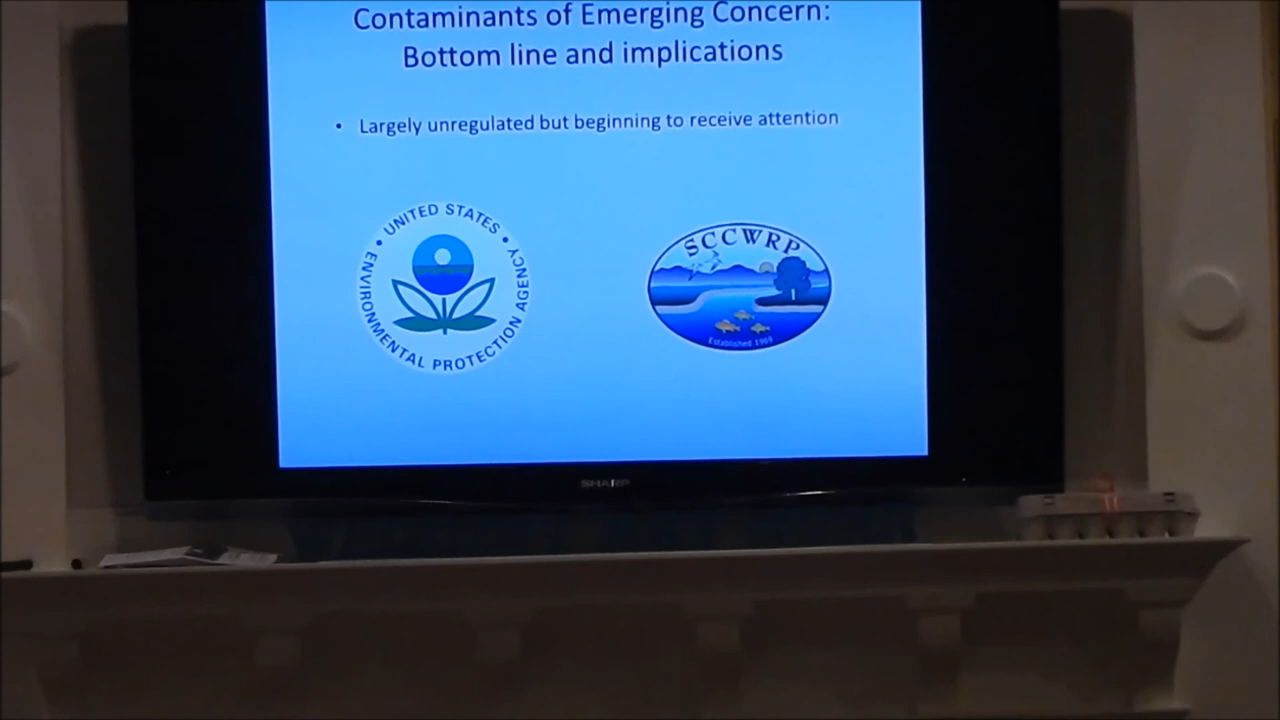 Contaminants of Emerging Concern:
Bottom line and implications
• Largely unregulated but beginning to receive attention
• UNITED STATES •
ENVIRONMENTAL PROTECTION AGENCY
SCCWRP
Established 1969
SHARP